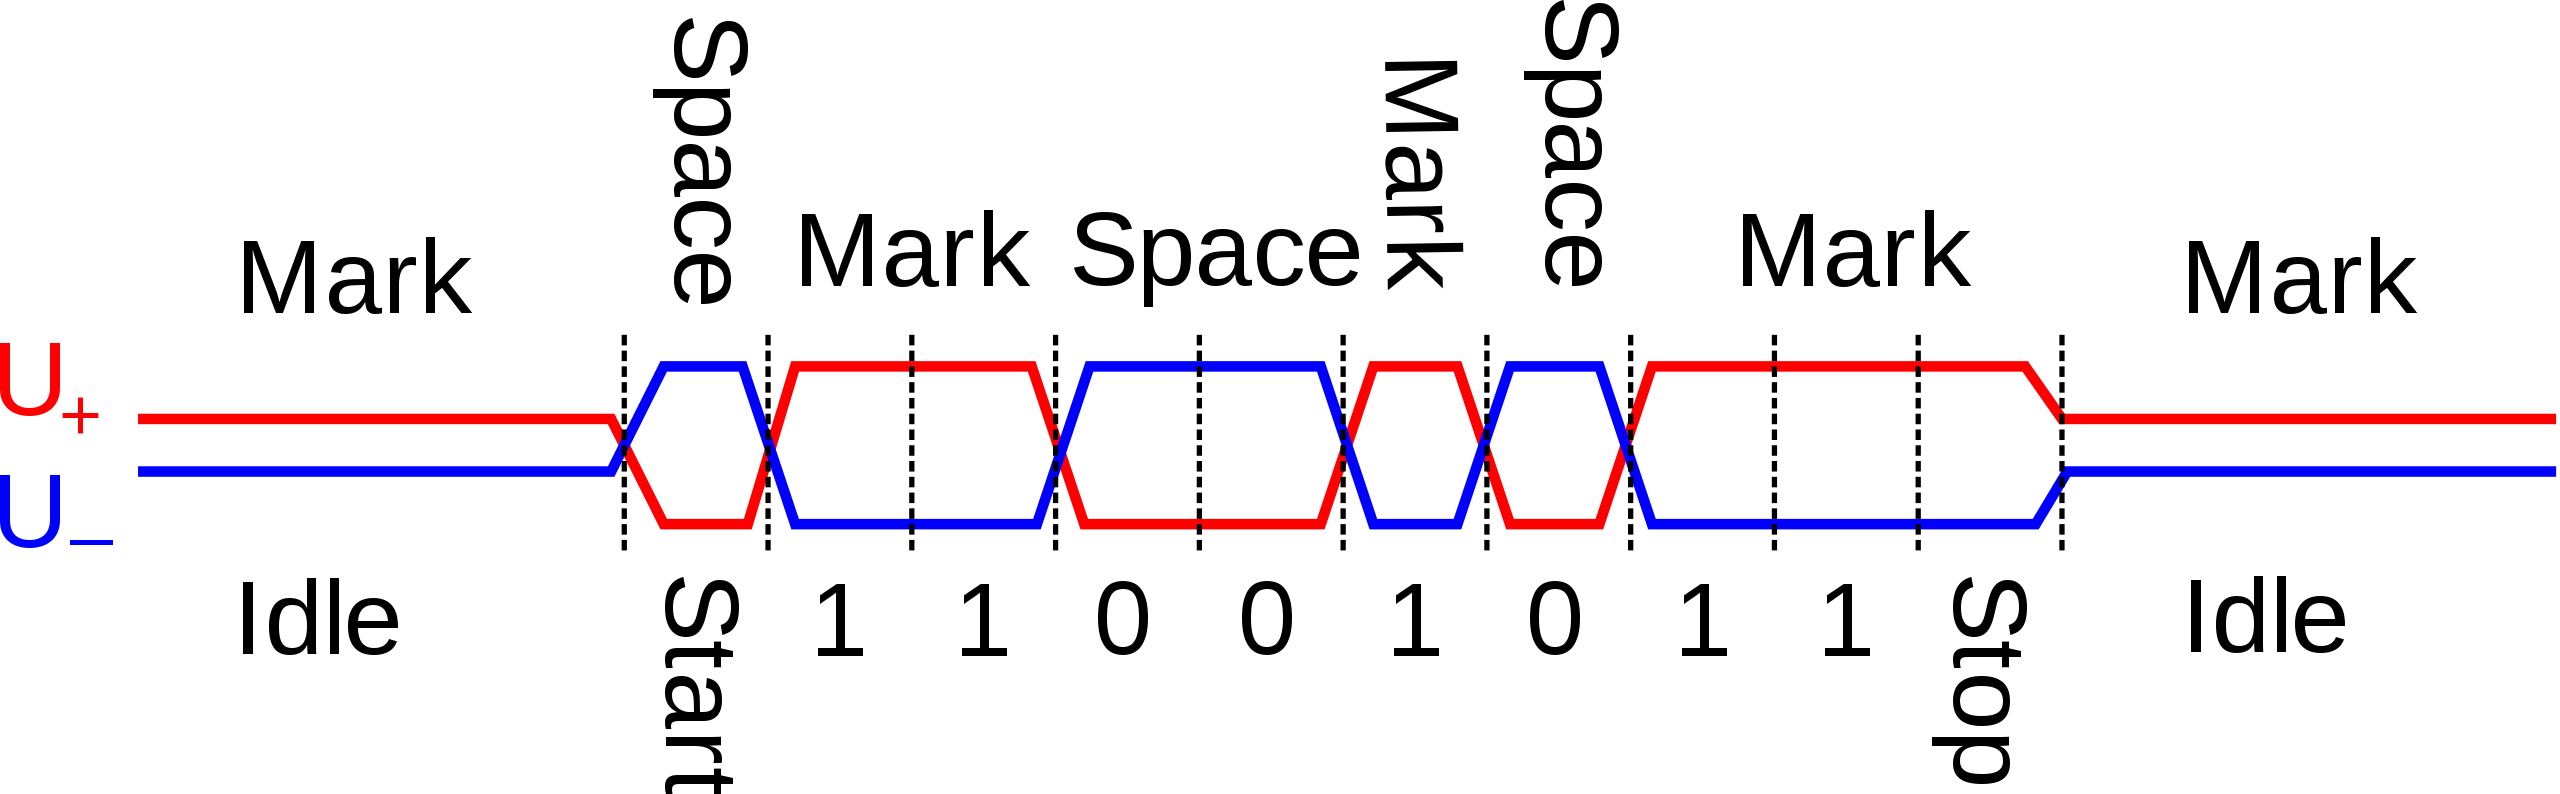 Mark
Space
Mark
Space
Mark
Space
Mark
Mark
U+
U−
Idle
Start
1 1 0 0 1 0 1 1
Stop
Idle